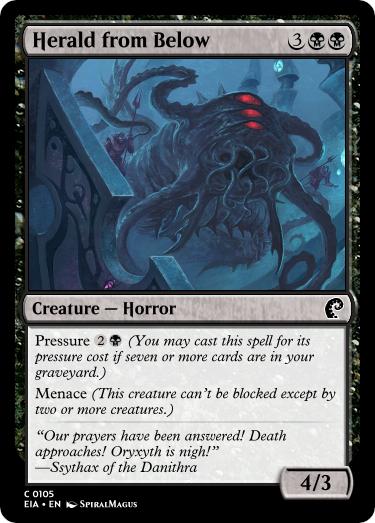 Herald from Below 3
Creature — Horror
Pressure 2 (You may cast this spell for its
pressure cost if seven or more cards are in your
graveyard.)
Menace (This creature can't be blocked except by
two or more creatures.)
“Our prayers have been answered! Death
approaches! Oryxyth is nigh!”
—Ssythax of the Danithra
4/3
C 0105
EIA • EN SpiralMagus